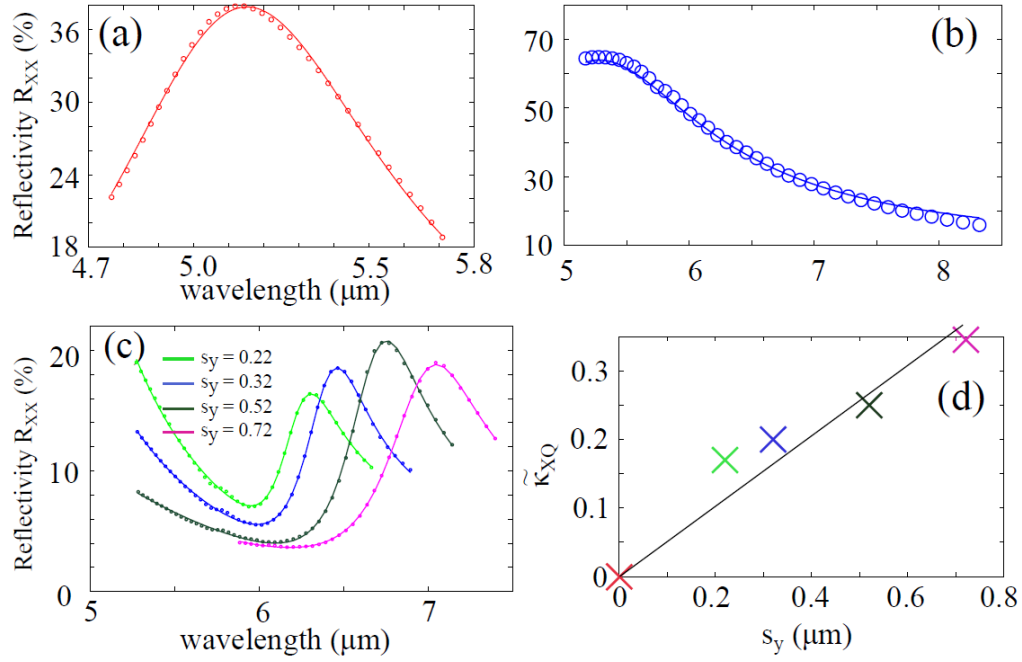 (a)
Reflectivity R_XX (%)
36
30
24
18
4.7
5.0
5.5
5.8
wavelength (μm)
(b)
70
50
30
10
5
6
7
8
(c)
Reflectivity R_XX (%)
20
10
0
s_y = 0.22
s_y = 0.32
s_y = 0.52
s_y = 0.72
5
6
7
wavelength (μm)
(d)
κ̃_XQ
0.3
0.2
0.1
0
0
0.2
0.4
0.6
0.8
s_y (μm)